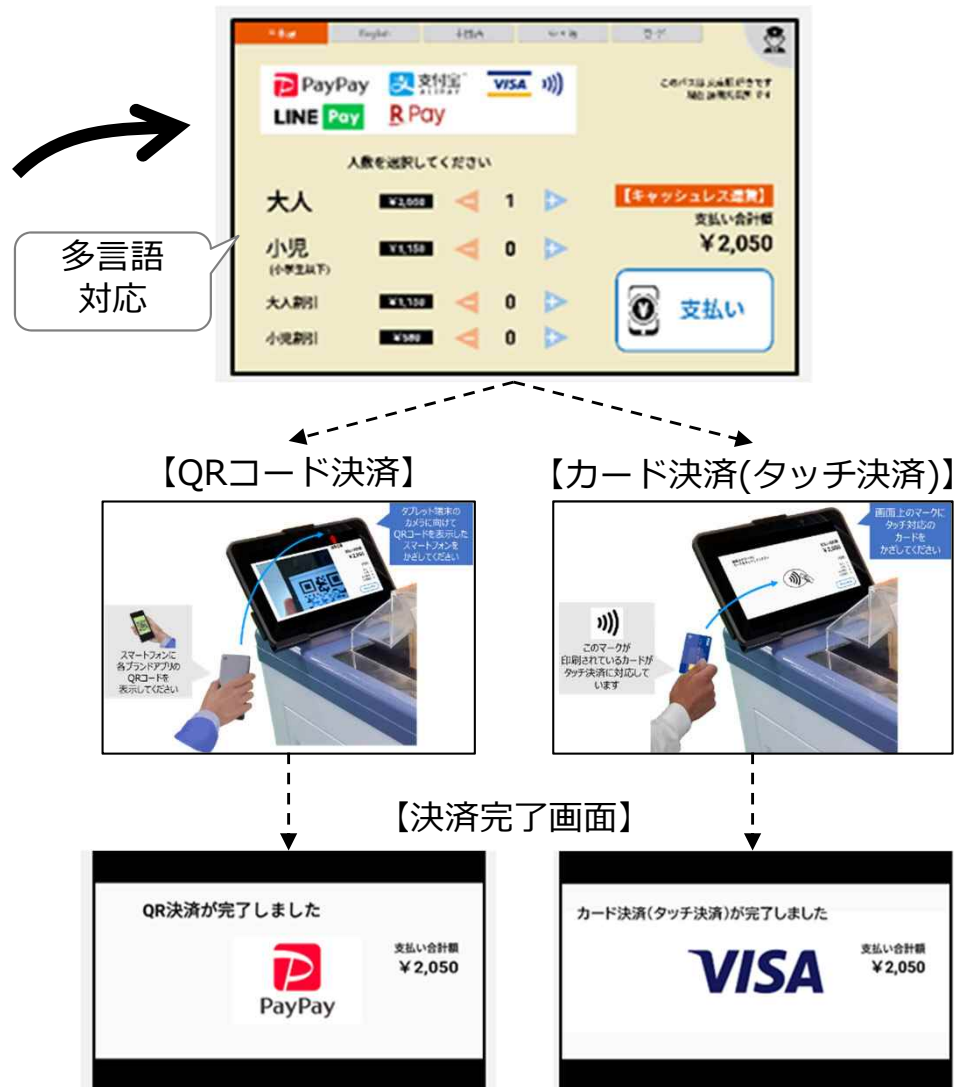 English
PayPay 支付宝 ALIPAY VISA
LINE Pay R Pay
人数を選択してください
大人 1
小児 ¥1,150 0
(小学生以下)
大人割引 0
小児割引 ¥580 0
【キャッシュレス運賃】
支払い合計額
¥2,050
支払い
多言語
対応
【QRコード決済】
タブレット端末の
カメラに向けて
QRコードを表示した
スマートフォンを
かざしてください
¥2,050
スマートフォンに
各ブランドアプリの
QRコードを
表示してください
【カード決済(タッチ決済)】
画面上のマークに
タッチ対応の
カードを
かざしてください
¥2,050
このマークが
印刷されているカードが
タッチ決済に対応して
います
【決済完了画面】
QR決済が完了しました
支払い合計額
¥2,050
PayPay
カード決済(タッチ決済)が完了しました
支払い合計額
¥2,050
VISA